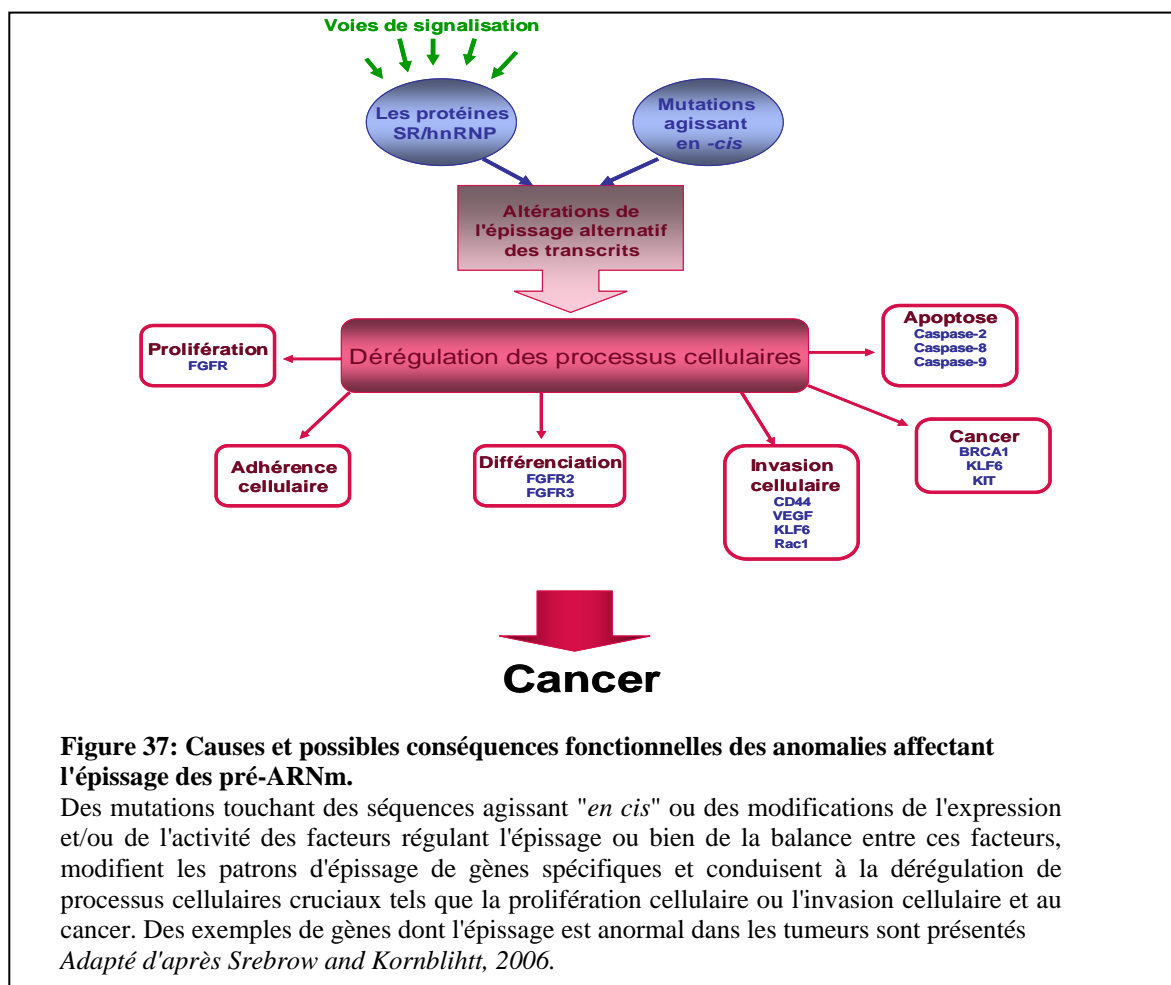 Voies de signalisation
Les protéines
SR/hnRNP
Mutations
agissant
en -cis
Altérations de
l'épissage alternatif
des transcrits
Dérégulation des processus cellulaires
Prolifération
FGFR
Adhérence
cellulaire
Différenciation
FGFR2
FGFR3
Invasion
cellulaire
CD44
VEGF
KLF6
Rac1
Apoptose
Caspase-2
Caspase-8
Caspase-9
Cancer
BRCA1
KLF6
KIT
Cancer
Figure 37: Causes et possibles conséquences fonctionnelles des anomalies affectant
l'épissage des pré-ARNm.
Des mutations touchant des séquences agissant "en cis" ou des modifications de l'expression
et/ou de l'activité des facteurs régulant l'épissage ou bien de la balance entre ces facteurs,
modifient les patrons d'épissage de gènes spécifiques et conduisent à la dérégulation de
processus cellulaires cruciaux tels que la prolifération cellulaire ou l'invasion cellulaire et au
cancer. Des exemples de gènes dont l'épissage est anormal dans les tumeurs sont présentés
Adapté d'après Srebrow and Kornblihtt, 2006.